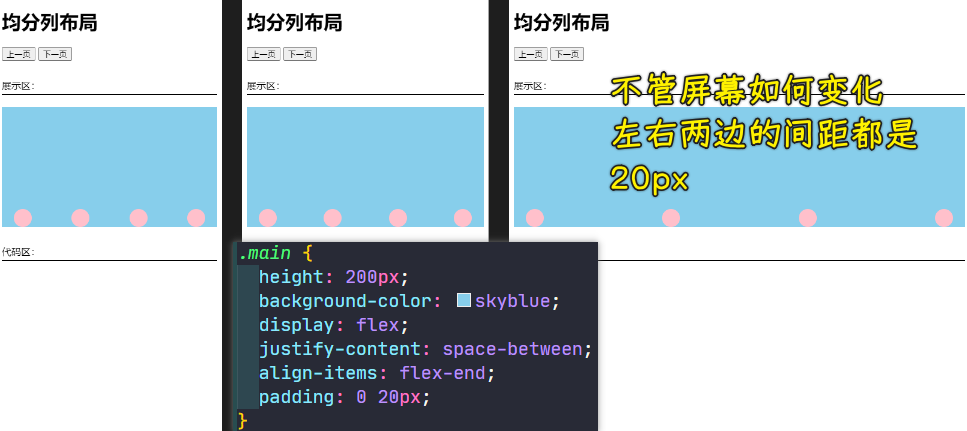 均分列布局
上一页 下一页
展示区：
代码区：
均分列布局
上一页 下一页
展示区：
均分列布局
上一页 下一页
展示区：
不管屏幕如何变化
左右两边的间距都是
20px
.main {
height: 200px;
background-color: skyblue;
display: flex;
justify-content: space-between;
align-items: flex-end;
padding: 0 20px;
}